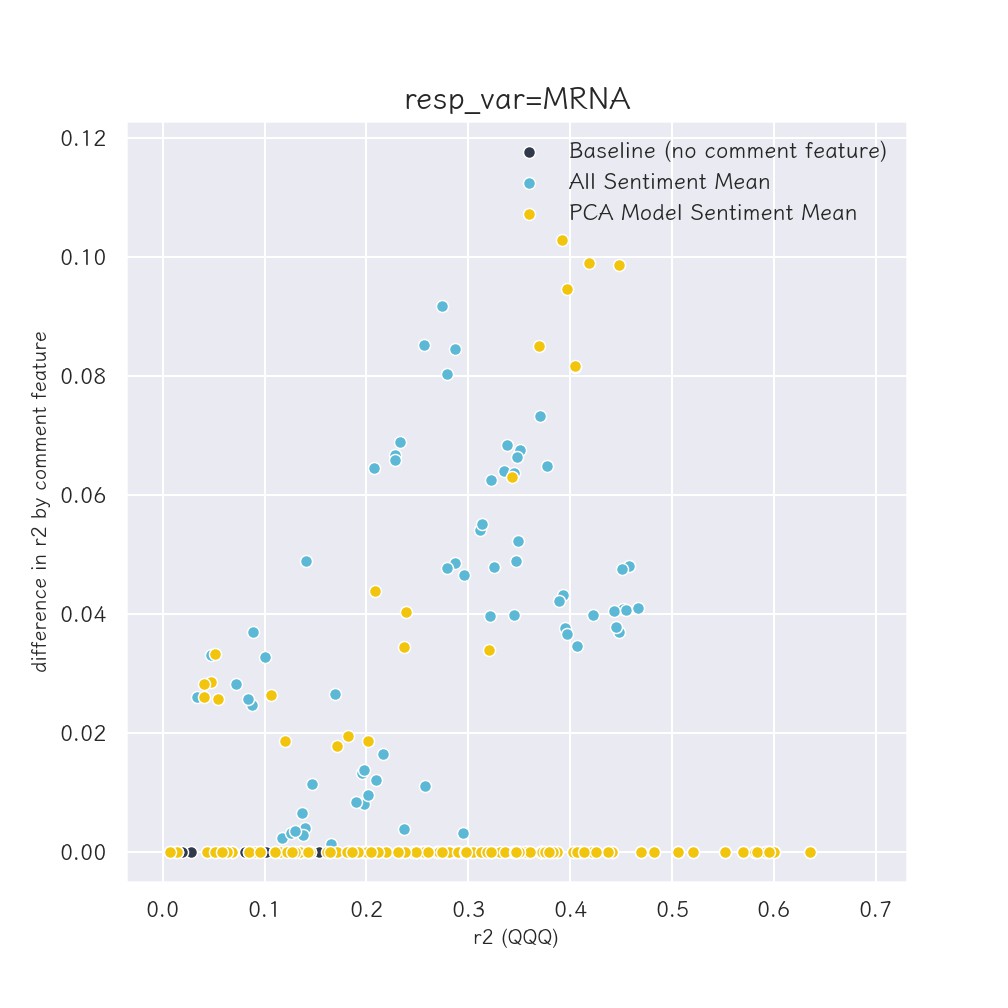 resp_var=MRNA
Baseline (no comment feature)
All Sentiment Mean
PCA Model Sentiment Mean
difference in r2 by comment feature
0.12
0.10
0.08
0.06
0.04
0.02
0.00
0.0 0.1 0.2 0.3 0.4 0.5 0.6 0.7
r2 (QQQ)